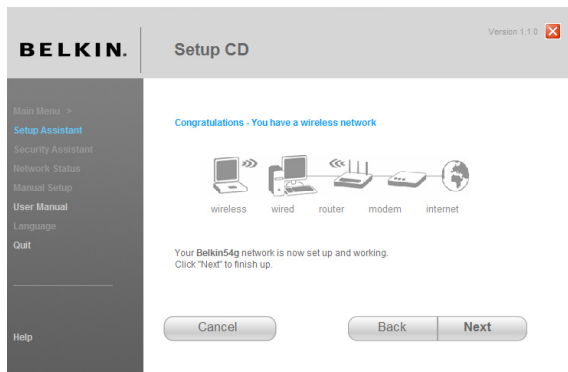 BELKIN.
Setup CD
Version 1.1.0
Main Menu >
Setup Assistant
Security Assistant
Network Status
Manual Setup
User Manual
Language
Quit
Help
Congratulations - You have a wireless network
wireless wired router modem internet
Your Belkin54g network is now set up and working.
Click "Next" to finish up.
Cancel Back Next